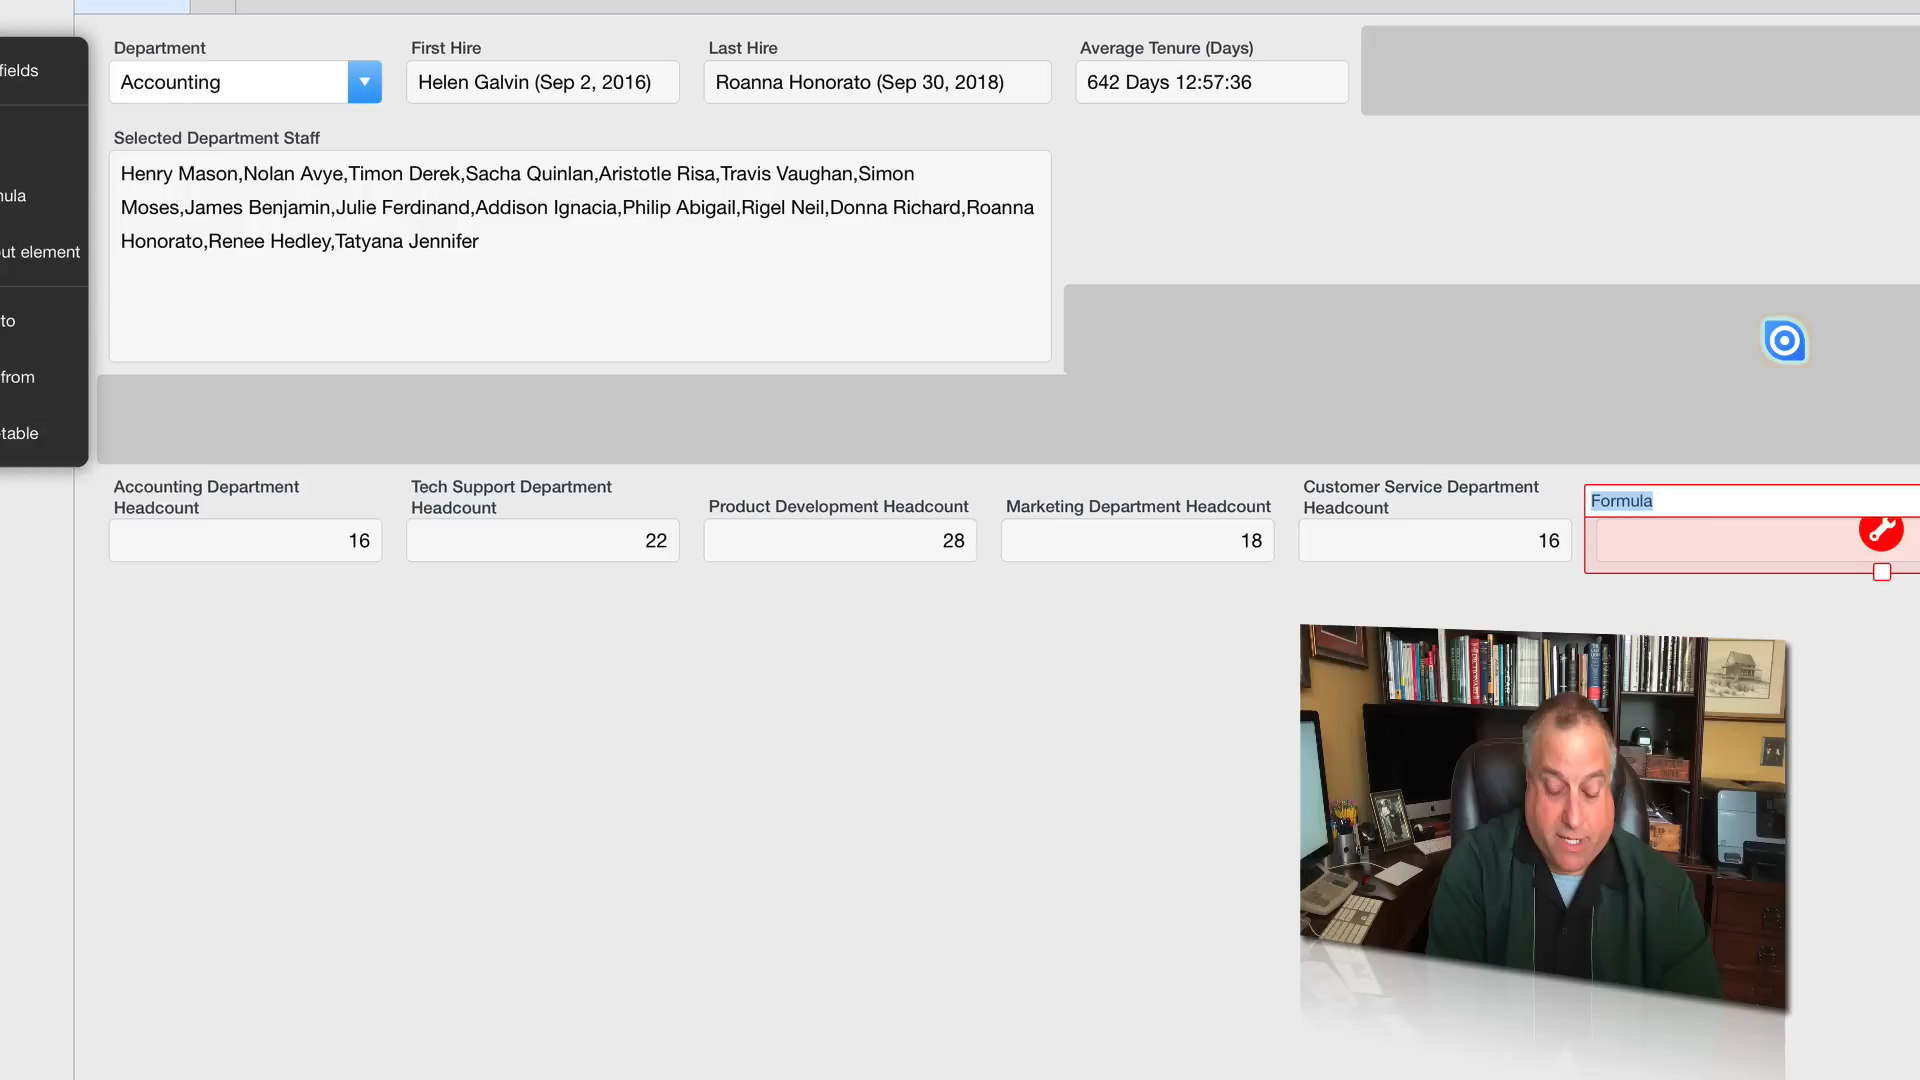 fields
Department
First Hire
Last Hire
Average Tenure (Days)
Accounting
Helen Galvin (Sep 2, 2016)
Roanna Honorato (Sep 30, 2018)
642 Days 12:57:36
Selected Department Staff
Henry Mason,Nolan Avye,Timon Derek,Sacha Quinlan,Aristotle Risa,Travis Vaughan,Simon
Moses,James Benjamin,Julie Ferdinand,Addison Ignacia,Philip Abigail,Rigel Neil,Donna Richard,Roanna
Honorato,Renee Hedley,Tatyana Jennifer
nula
out element
to
from
-table
Accounting Department
Headcount
Tech Support Department
Headcount
Product Development Headcount
Marketing Department Headcount
Customer Service Department
Headcount
Formula
16
22
28
18
16